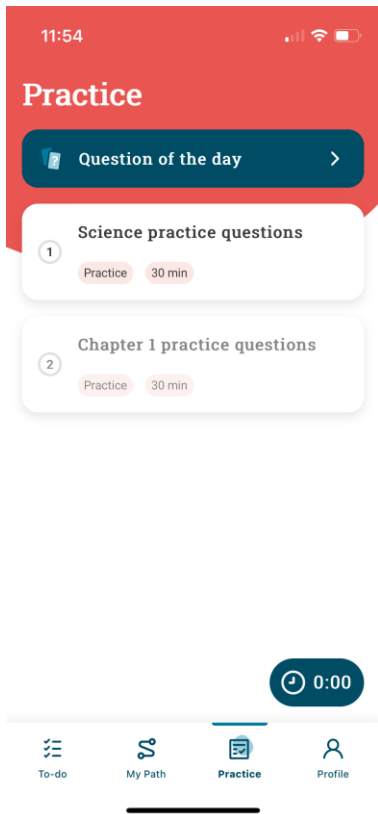 11:54
Practice
?
Question of the day
Science practice questions
1
Practice 30 min
Chapter 1 practice questions
2
Practice 30 min
0:00
To-do My Path Practice Profile